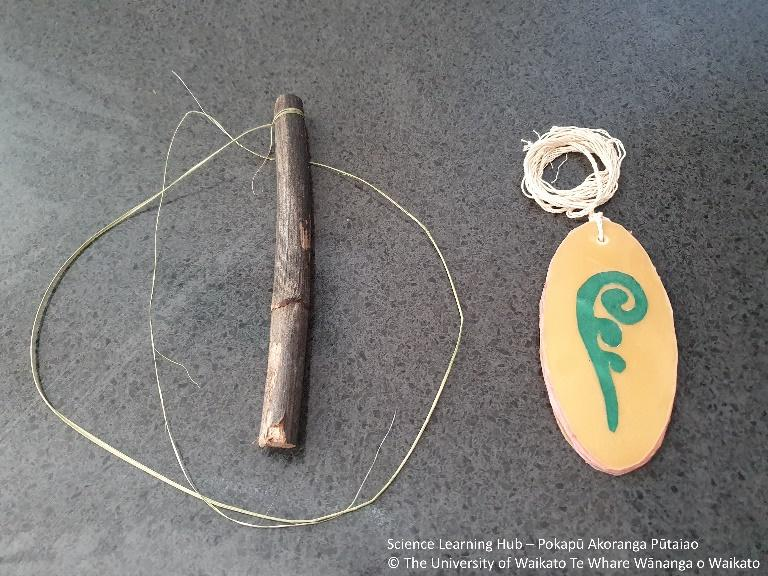 Science Learning Hub – Pokapū Akoranga Pūtaiao
© The University of Waikato Te Whare Wānanga o Waikato